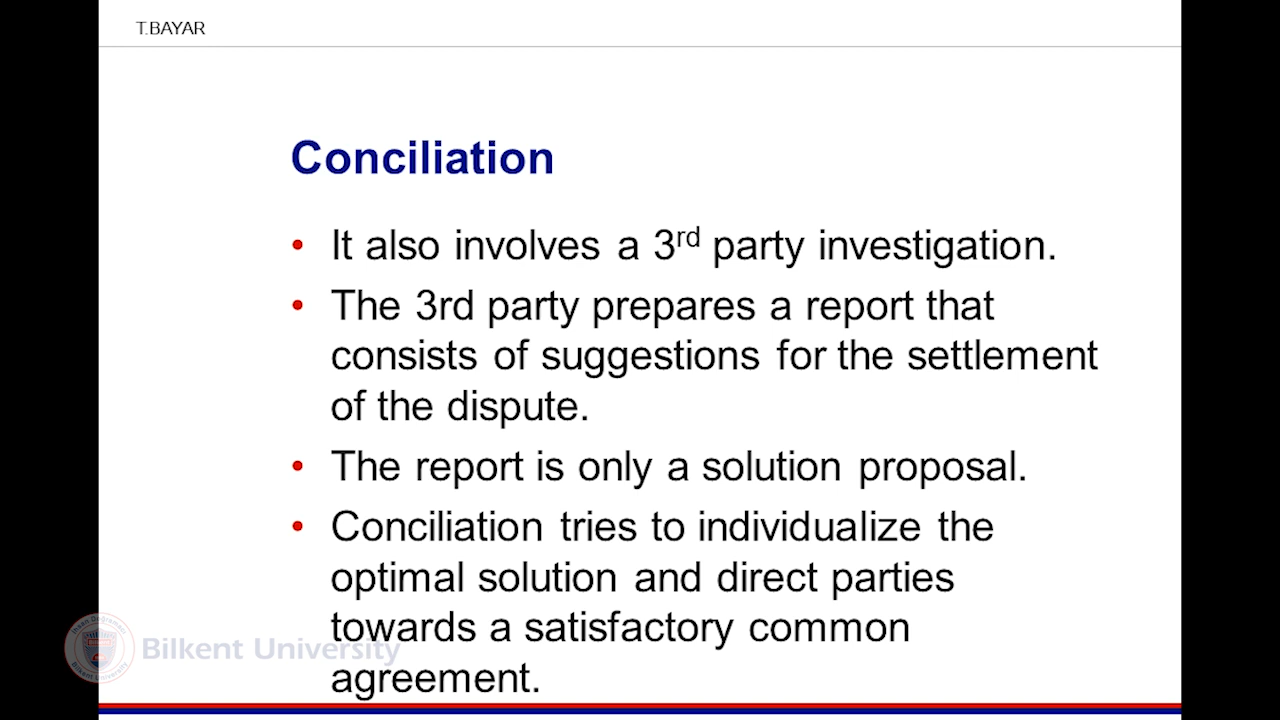 T.BAYAR
Conciliation
• It also involves a 3rd party investigation.
• The 3rd party prepares a report that
consists of suggestions for the settlement
of the dispute.
• The report is only a solution proposal.
• Conciliation tries to individualize the
optimal solution and direct parties
towards a satisfactory common
agreement.
Bilkent University